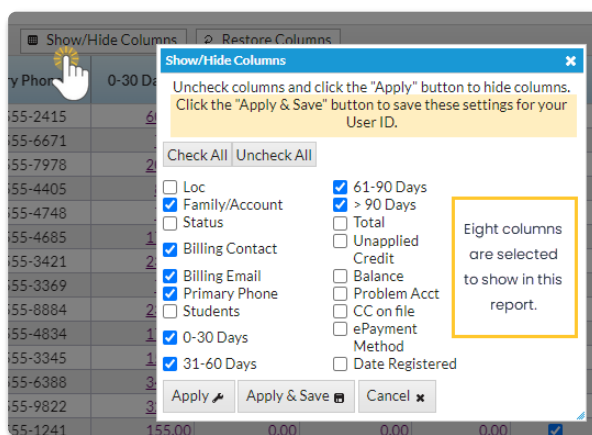 Show/Hide Columns
Restore Columns
Show/Hide Columns
Uncheck columns and click the "Apply" button to hide columns.
Click the "Apply & Save" button to save these settings for your
User ID.
Check All
Uncheck All
Loc
Family/Account
Status
Billing Contact
Billing Email
Primary Phone
Students
0-30 Days
31-60 Days
61-90 Days
> 90 Days
Total
Unapplied
Credit
Balance
Problem Acct
CC on file
ePayment
Method
Date Registered
Eight columns
are selected
to show in this
report.
Apply
Apply & Save
Cancel
0-30 Da
555-2415
555-6671
555-7978
555-4405
555-4748
555-4685
555-3421
555-3369
555-8884
555-4834
555-3345
555-6388
555-9822
555-1241 155.00 0.00 0.00 0.00